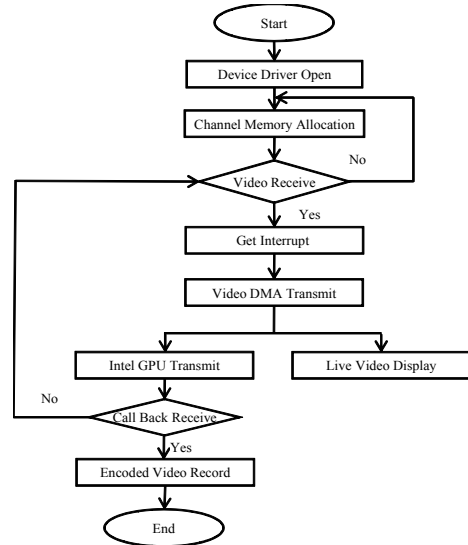 Start
Device Driver Open
Channel Memory Allocation
No
Video Receive
Yes
Get Interrupt
Video DMA Transmit
Intel GPU Transmit
Live Video Display
No
Call Back Receive
Yes
Encoded Video Record
End